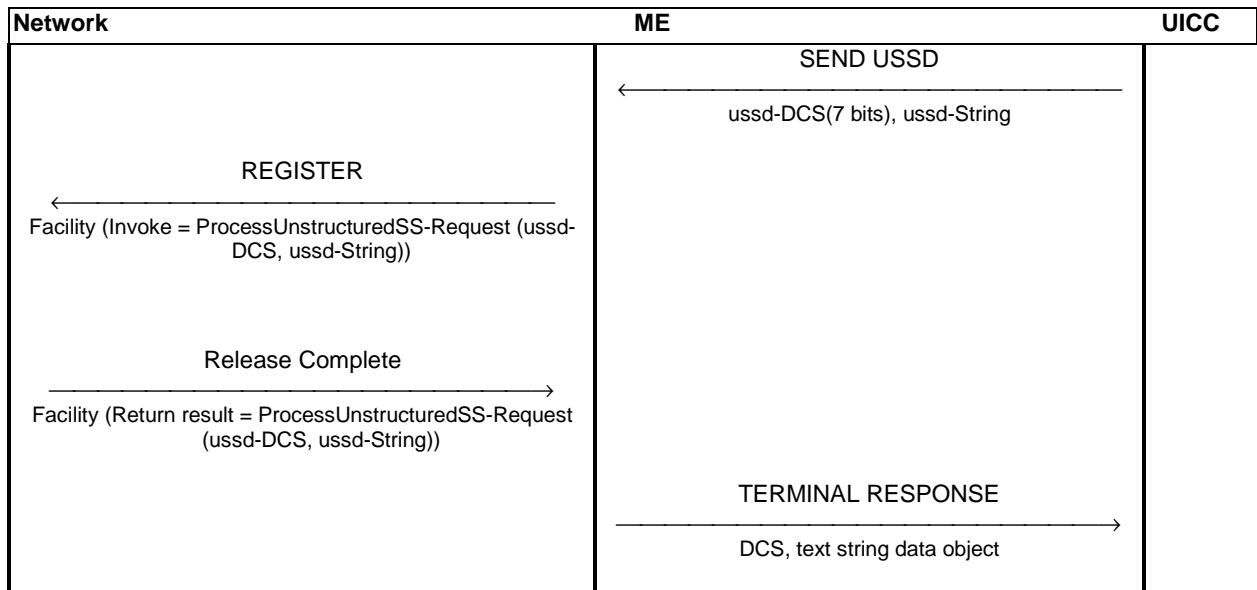 Network ME UICC
SEND USSD
ussd-DCS(7 bits), ussd-String
REGISTER
Facility (Invoke = ProcessUnstructuredSS-Request (ussd-
DCS, ussd-String))
Release Complete
Facility (Return result = ProcessUnstructuredSS-Request
(ussd-DCS, ussd-String))
TERMINAL RESPONSE
DCS, text string data object